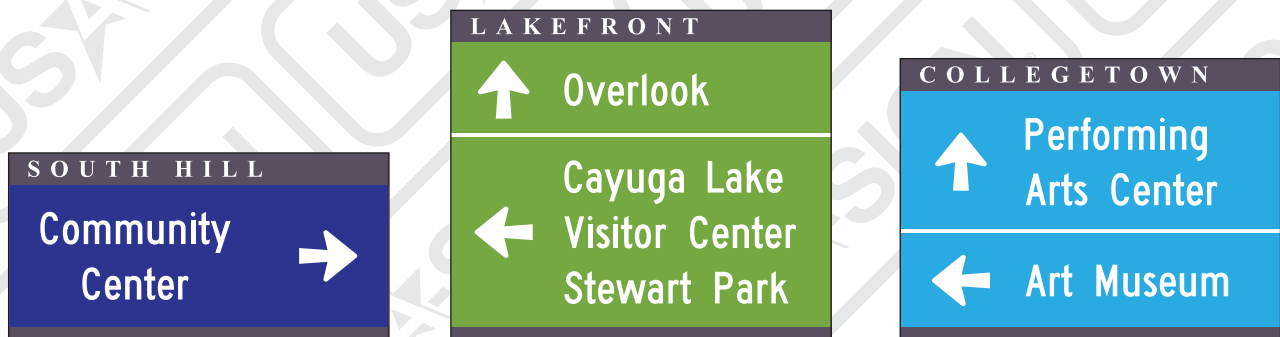 SOUTH HILL
Community
Center
LAKEFRONT
Overlook
Cayuga Lake
Visitor Center
Stewart Park
COLLEGETOWN
Performing
Arts Center
Art Museum